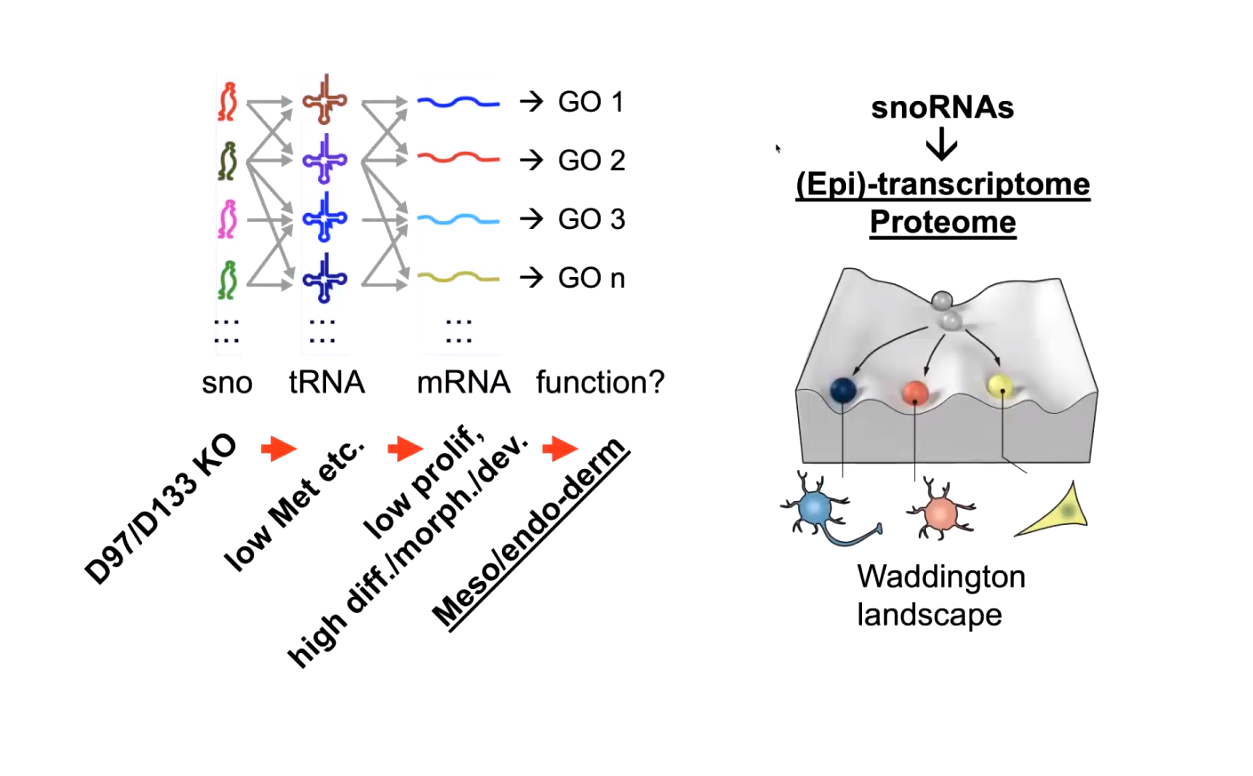 → GO 1
→ GO 2
→ GO 3
→ GO n
...
...
...
...
...
...
sno
tRNA
mRNA
function?
D97/D133 KO
low Met etc.
low prolif,
high diff./morph./dev.
Meso/endo-derm
snoRNAs
(Epi)-transcriptome
Proteome
Waddington
landscape